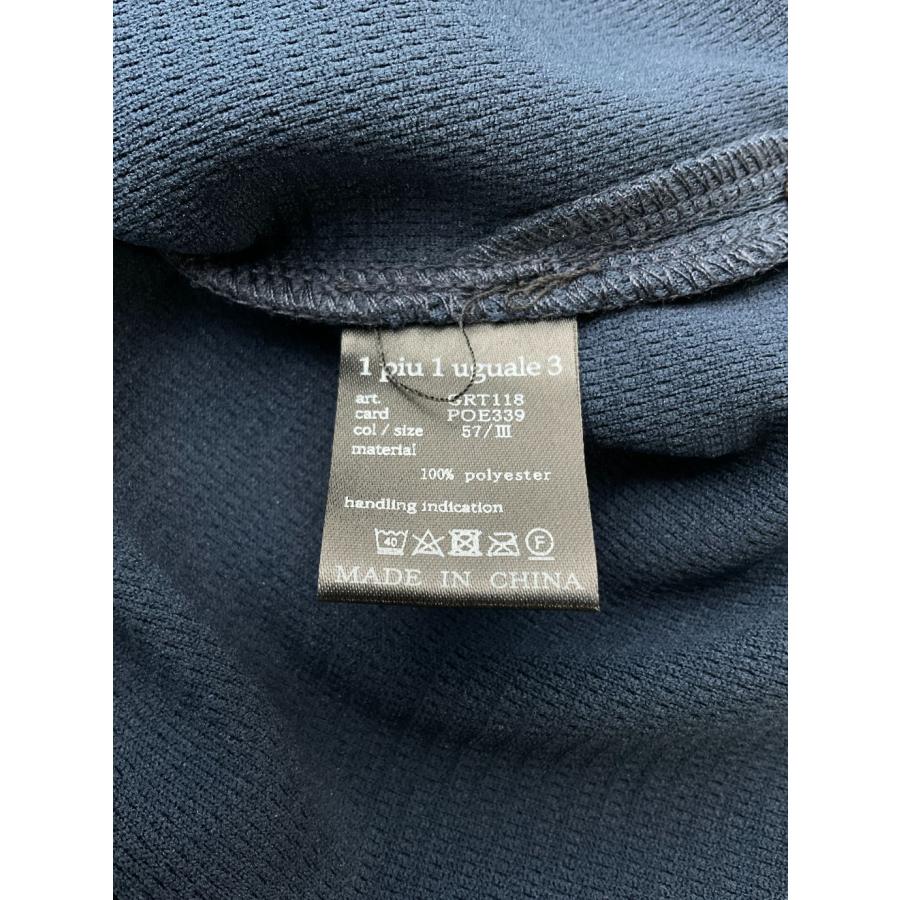 1 piu 1 uguale 3
art. GRT118
card POE339
col / size 57/III
material
100% polyester
handling indication
40 F
MADE IN CHINA